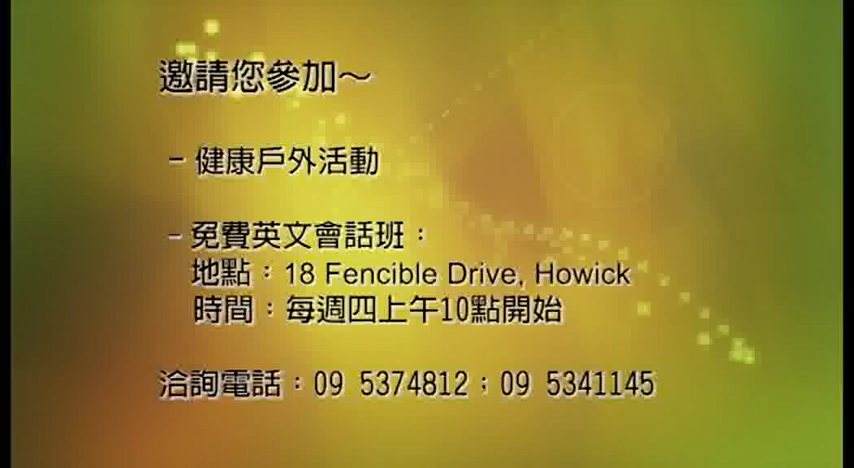 邀請您參加～
- 健康戶外活動
- 免費英文會話班：
地點：18 Fencible Drive, Howick
時間：每週四上午10點開始
洽詢電話：09 5374812；09 5341145